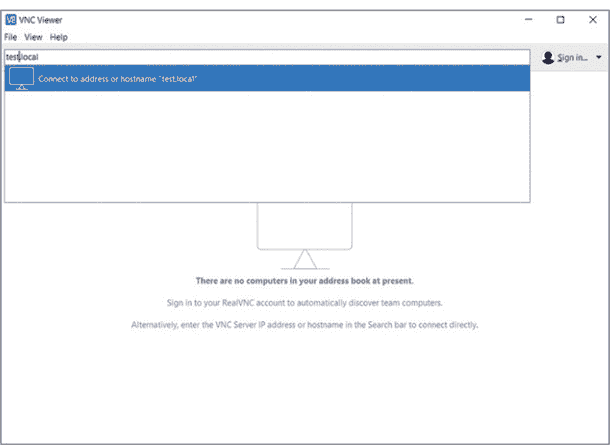 VNC Viewer
File View Help
test.local
Sign in...
Connect to address or hostname "test.local"
There are no computers in your address book at present.
Sign in to your RealVNC account to automatically discover team computers.
Alternatively, enter the VNC Server IP address or hostname in the Search bar to connect directly.